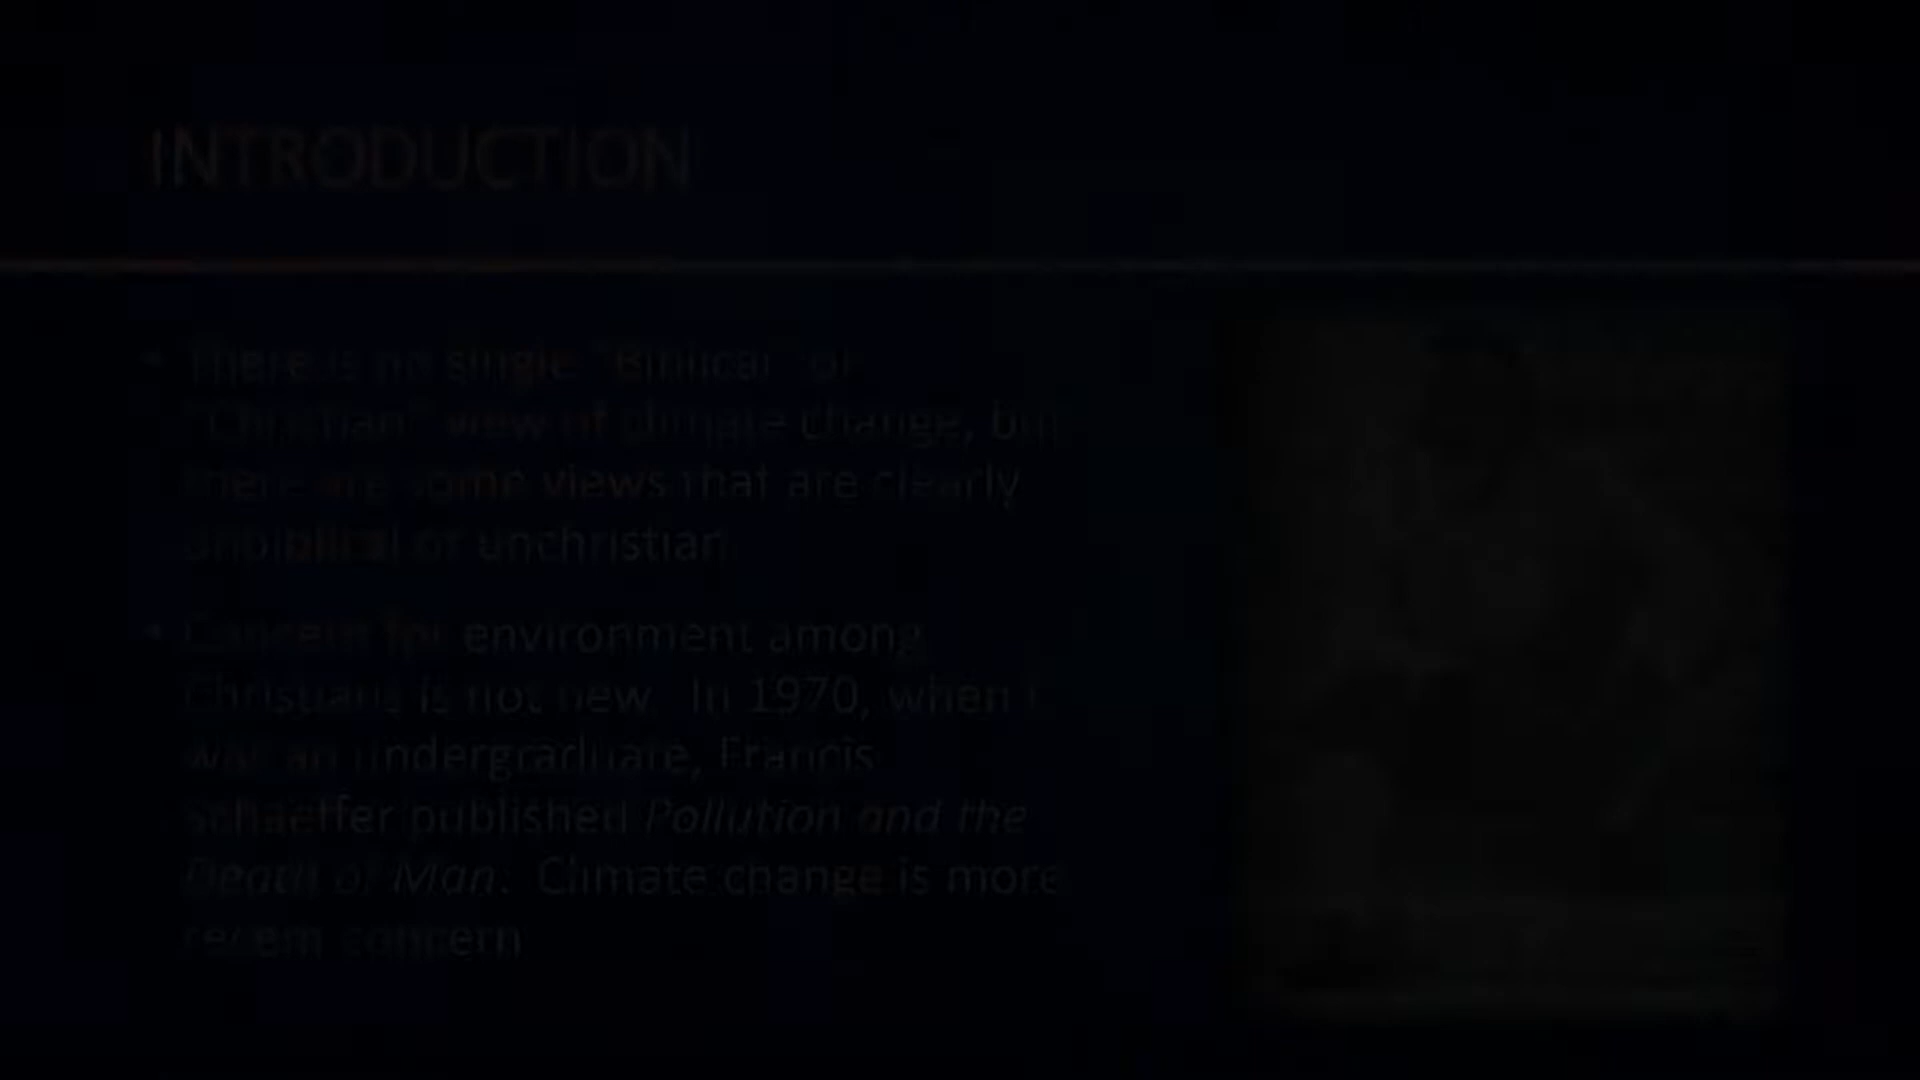 INTRODUCTION
• There is no single "Biblical" or
"Christian" view of climate change, but
there are some views that are clearly
unbiblical or unchristian
• Concern for environment among
Christians is not new. In 1970, when I
was an undergraduate, Francis
Schaeffer published Pollution and the
Death of Man. Climate change is more
recent concern